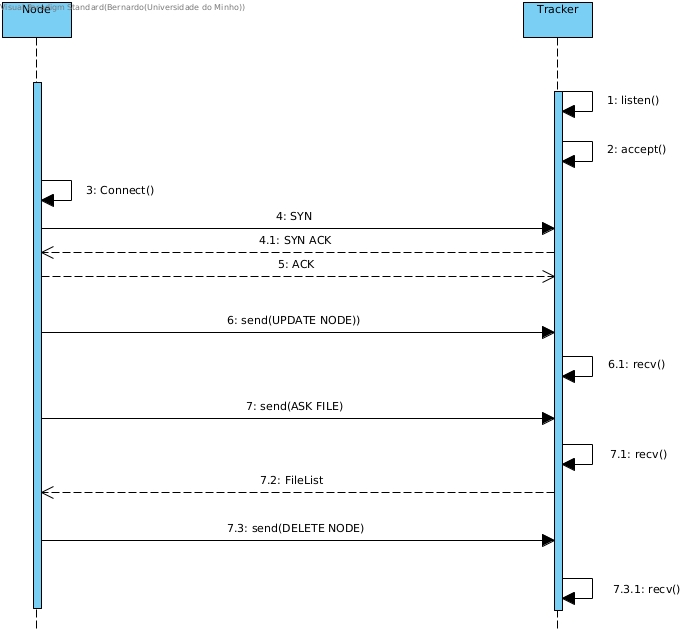 Visual Paradigm Standard(Bernardo(Universidade do Minho))
Node
Tracker
1: listen()
2: accept()
3: Connect()
4: SYN
4.1: SYN ACK
5: ACK
6: send(UPDATE NODE))
6.1: recv()
7: send(ASK FILE)
7.1: recv()
7.2: FileList
7.3: send(DELETE NODE)
7.3.1: recv()